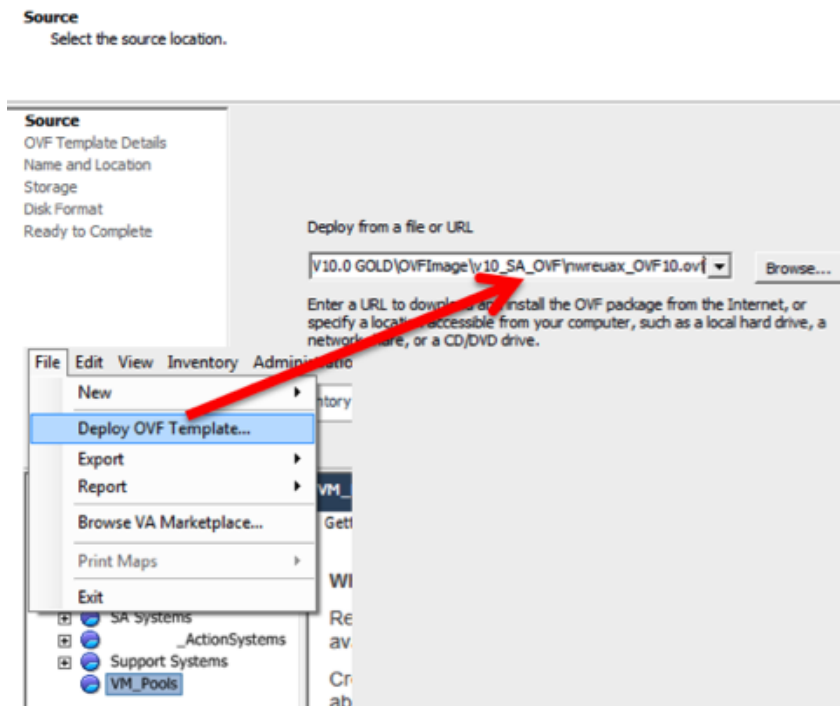 Source
Select the source location.
Source
OVF Template Details
Name and Location
Storage
Disk Format
Ready to Complete
Deploy from a file or URL
V10.0 GOLD\OVFImage\v10_SA_OVF\nwreuax_OVF10.ovf
Browse...
Enter a URL to download and install the OVF package from the Internet, or
specify a location accessible from your computer, such as a local hard drive, a
network share, or a CD/DVD drive.
File Edit View Inventory
New
Deploy OVF Template...
Export
Report
Browse VA Marketplace...
Print Maps
Exit
SA Systems
_ActionSystems
Support Systems
VM_Pools